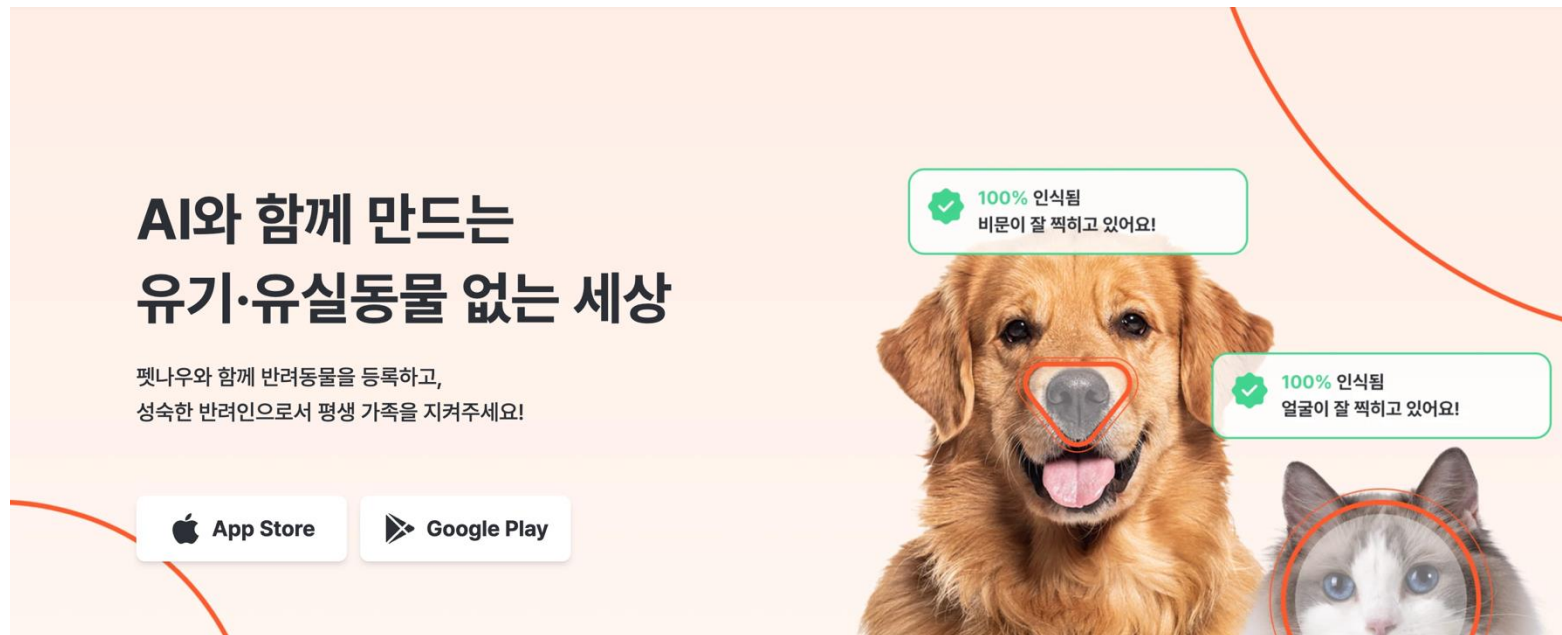 AI와 함께 만드는
유기·유실동물 없는 세상
펫나우와 함께 반려동물을 등록하고,
성숙한 반려인으로서 평생 가족을 지켜주세요!
App Store
Google Play
100% 인식됨
비문이 잘 찍히고 있어요!
100% 인식됨
얼굴이 잘 찍히고 있어요!